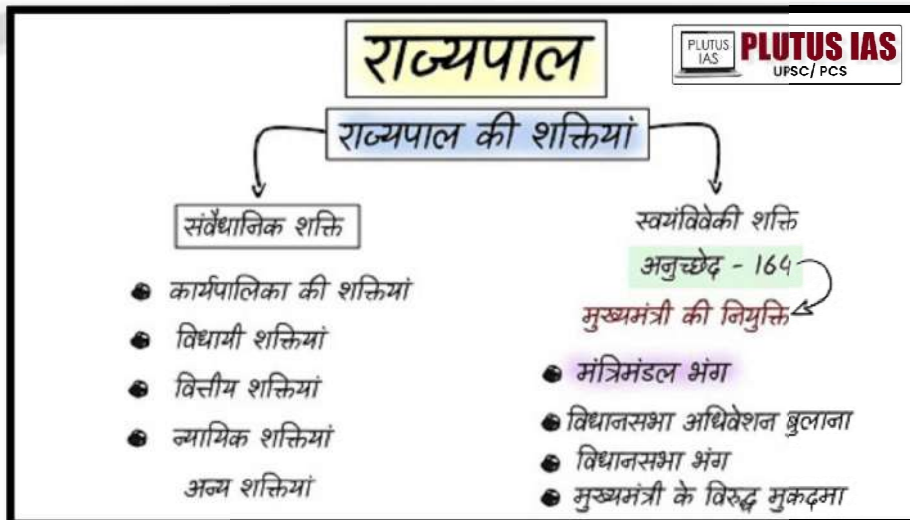 राज्यपाल
PLUTUS IAS
PLUTUS IAS
UPSC/ PCS
राज्यपाल की शक्तियां
संवैधानिक शक्ति
कार्यपालिका की शक्तियां
विधायी शक्तियां
वित्तीय शक्तियां
न्यायिक शक्तियां
अन्य शक्तियां
स्वयंविवेकी शक्ति
अनुच्छेद - 164
मुख्यमंत्री की नियुक्ति
मंत्रिमंडल भंग
विधानसभा अधिवेशन बुलाना
विधानसभा भंग
मुख्यमंत्री के विरुद्ध मुकदमा